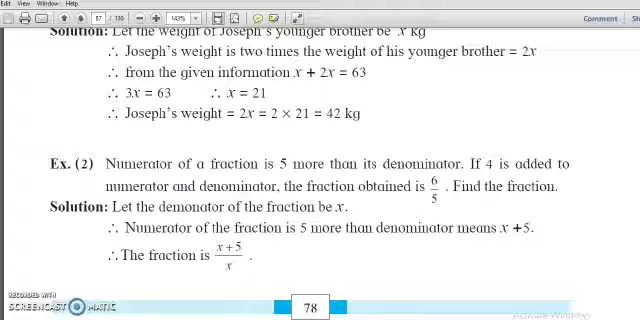 Edit View Window Help
57 / 130 143% Comment Sh
Solution: Let the weight of Joseph's younger brother be x kg
∴ Joseph's weight is two times the weight of his younger brother = 2x
∴ from the given information x + 2x = 63
∴ 3x = 63 ∴ x = 21
∴ Joseph's weight = 2x = 2 × 21 = 42 kg
Ex. (2) Numerator of a fraction is 5 more than its denominator. If 4 is added to
numerator and denominator, the fraction obtained is 6/5 . Find the fraction.
Solution: Let the demonator of the fraction be x.
∴ Numerator of the fraction is 5 more than denominator means x +5.
∴ The fraction is x + 5/x .
RECORDED WITH
SCREENCAST O MATIC
78
Activate Windows